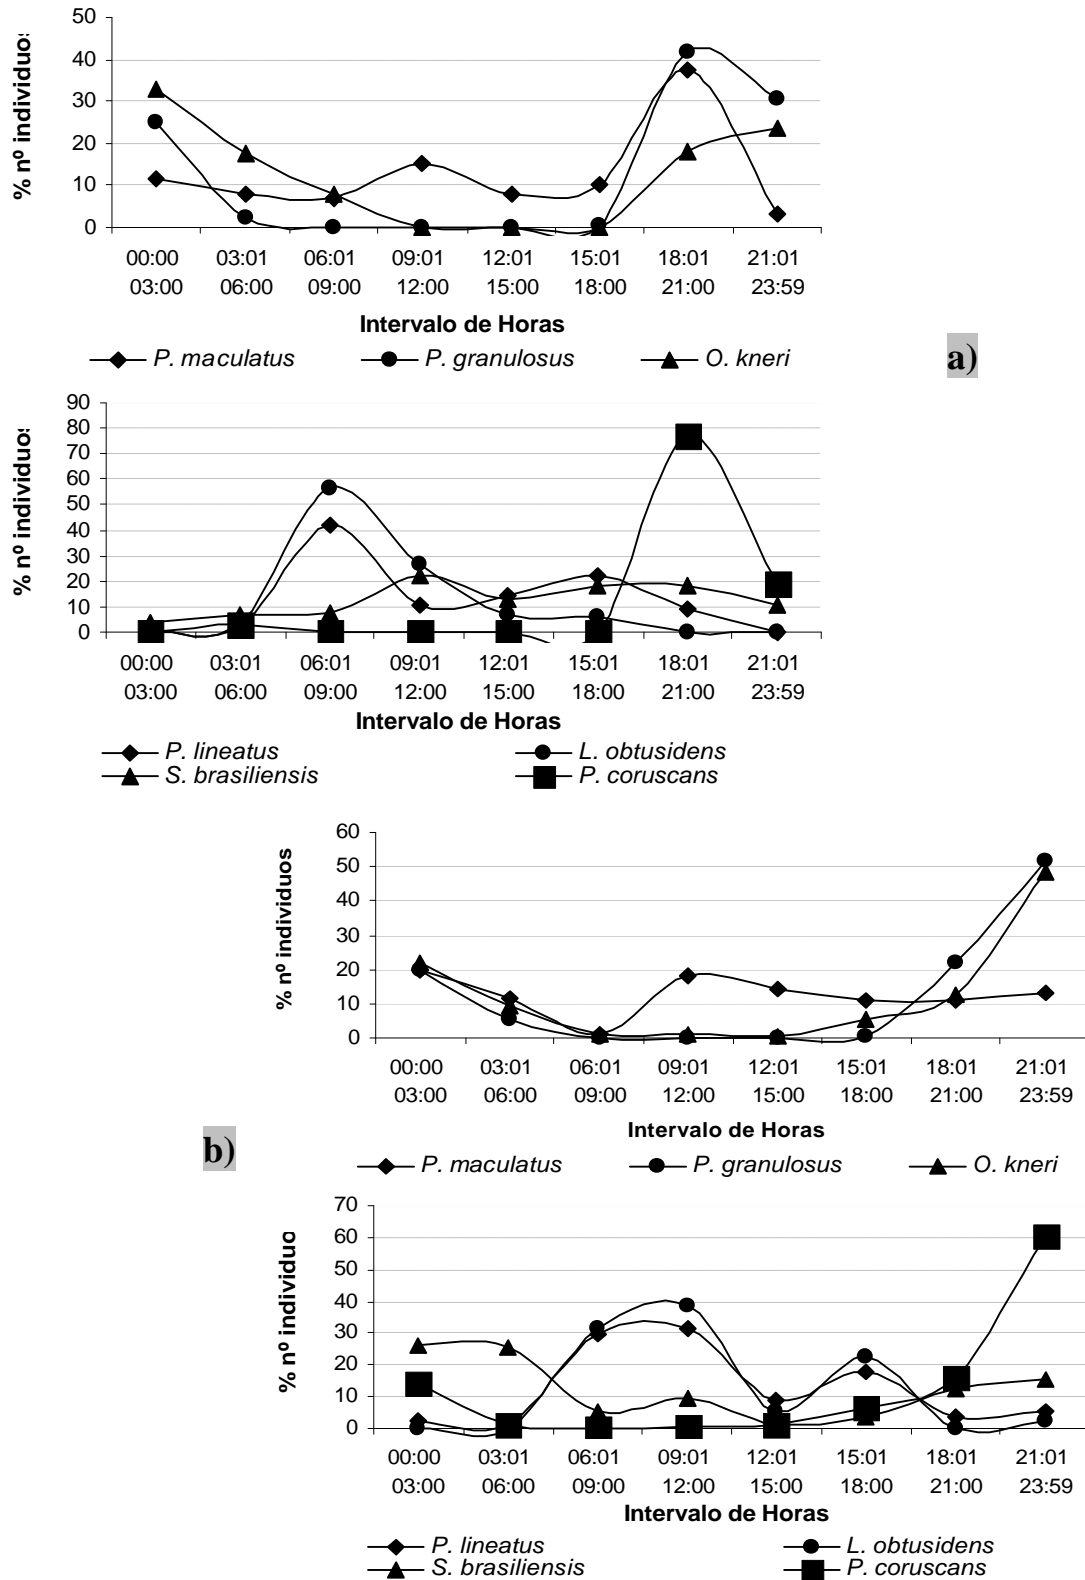 50
40
30
20
10
0
% nº individuos
00:00 03:01 06:01 09:01 12:01 15:01 18:01 21:01
03:00 06:00 09:00 12:00 15:00 18:00 21:00 23:59
Intervalo de Horas
P. maculatus P. granulosus O. kneri
a)
90
80
70
60
50
40
30
20
10
0
% nº individuos
00:00 03:01 06:01 09:01 12:01 15:01 18:01 21:01
03:00 06:00 09:00 12:00 15:00 18:00 21:00 23:59
Intervalo de Horas
P. lineatus L. obtusidens
S. brasiliensis P. coruscans
60
50
40
30
20
10
0
% nº individuos
00:00 03:01 06:01 09:01 12:01 15:01 18:01 21:01
03:00 06:00 09:00 12:00 15:00 18:00 21:00 23:59
Intervalo de Horas
b)
P. maculatus P. granulosus O. kneri
70
60
50
40
30
20
10
0
% nº individuo
00:00 03:01 06:01 09:01 12:01 15:01 18:01 21:01
03:00 06:00 09:00 12:00 15:00 18:00 21:00 23:59
Intervalo de Horas
P. lineatus L. obtusidens
S. brasiliensis P. coruscans